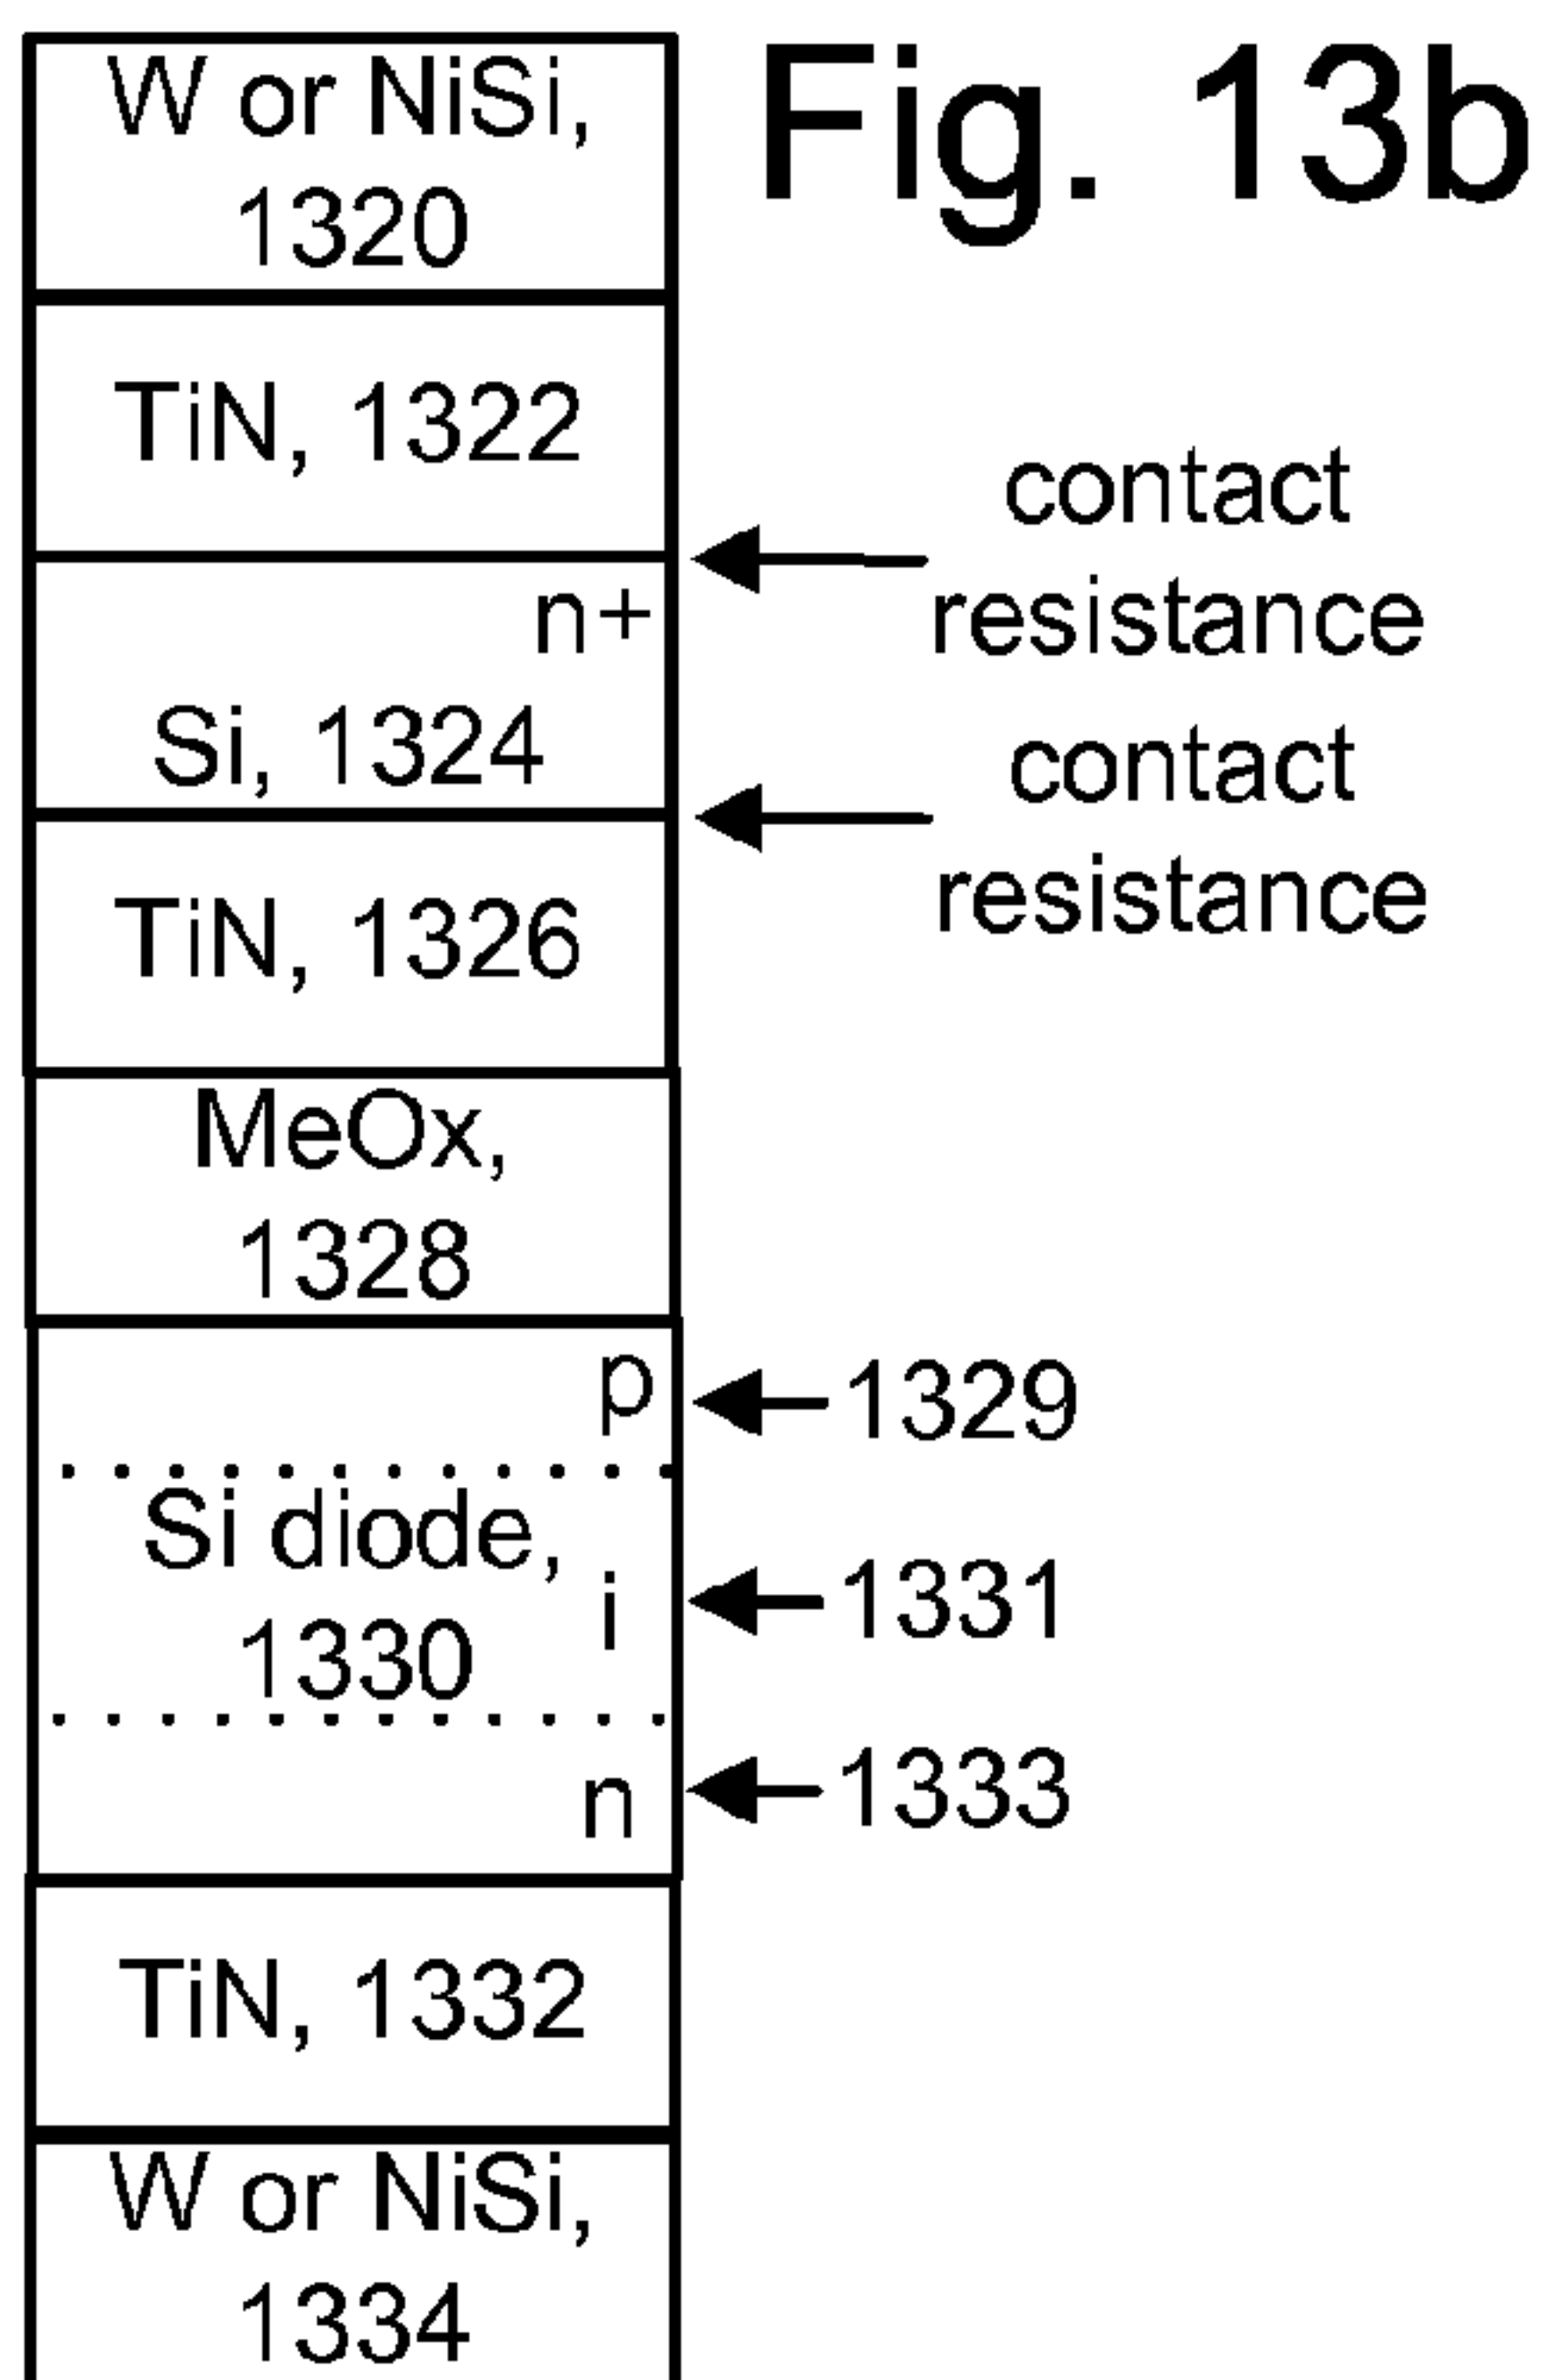 Fig. 13b
W or NiSi,
1320
TiN, 1322
contact
resistance
n+
Si, 1324
contact
resistance
TiN, 1326
MeOx,
1328
p
1329
Si diode,
i
1331
1330
n
1333
TiN, 1332
W or NiSi,
1334